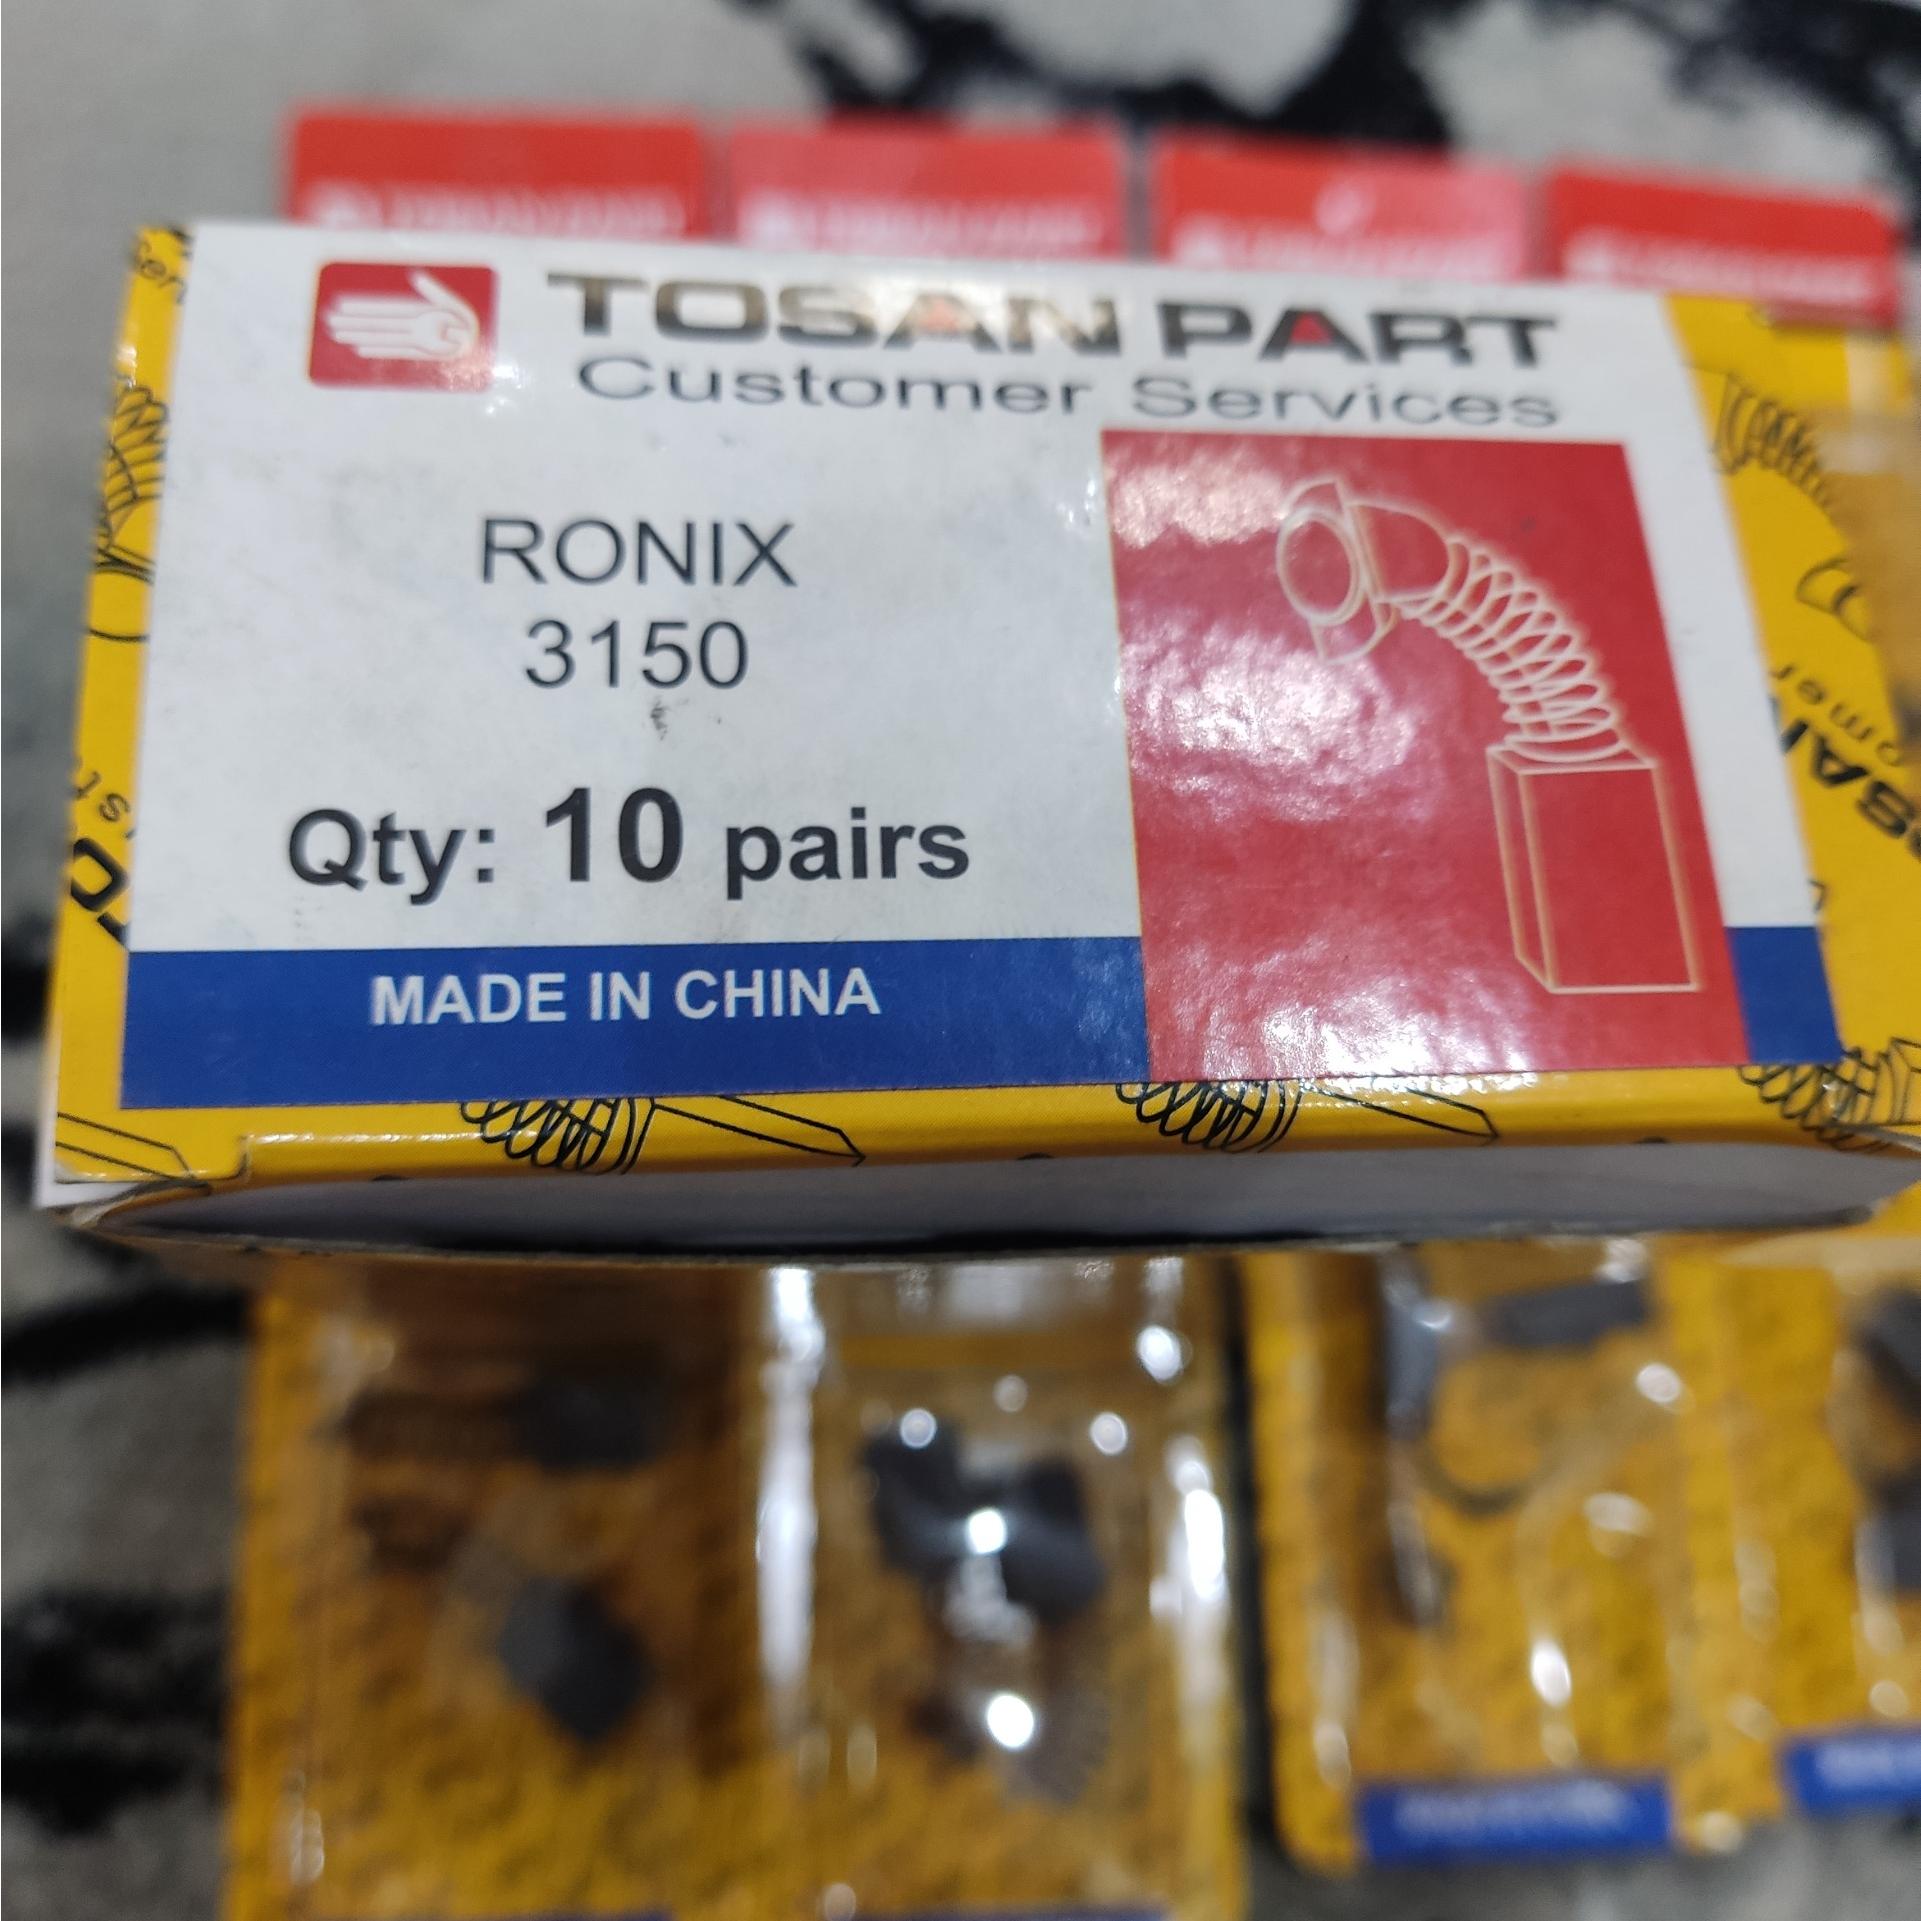 TOSAN PART
Customer Services
RONIX
3150
Qty: 10 pairs
MADE IN CHINA